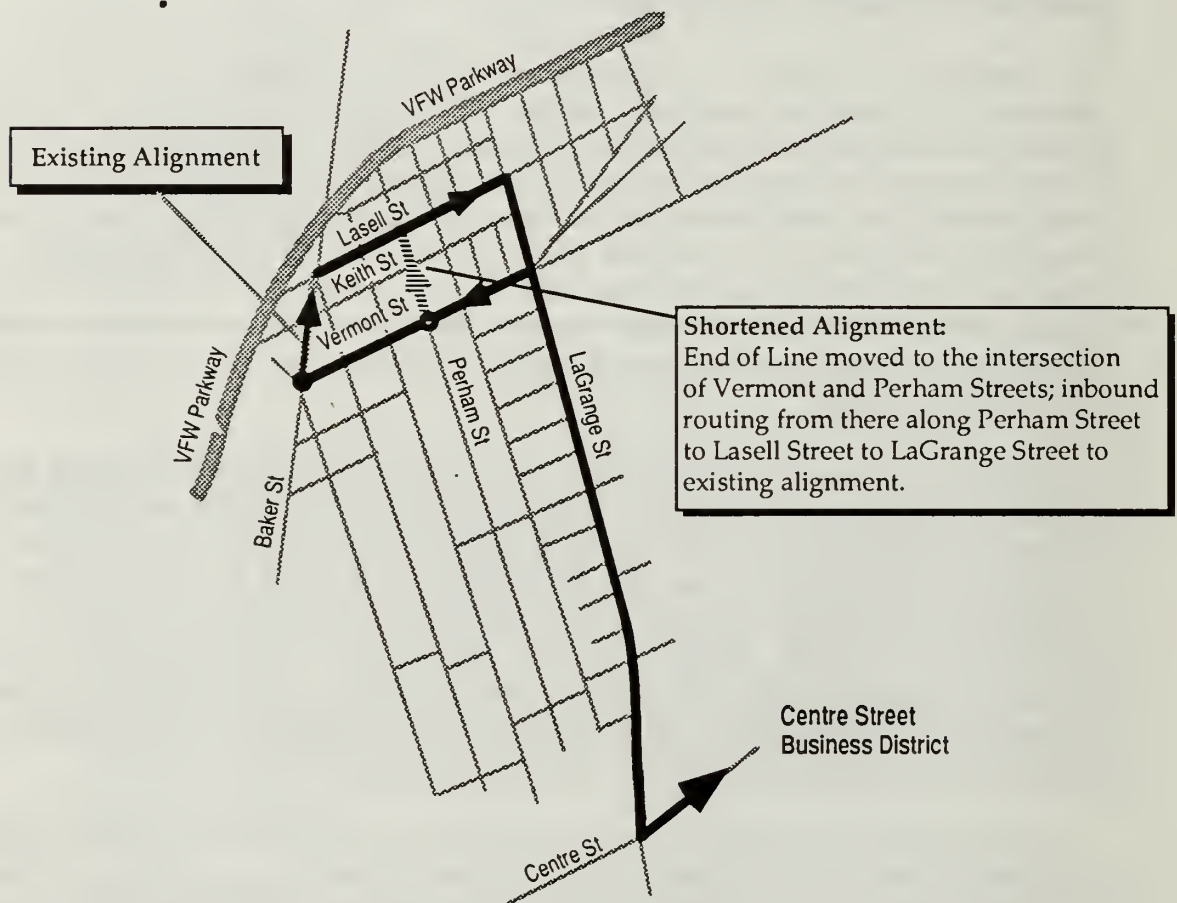 VFW Parkway
Existing Alignment
Lasell St
Keith St
Vermont St
Shortened Alignment:
End of Line moved to the intersection
of Vermont and Perham Streets; inbound
routing from there along Perham Street
to Lasell Street to LaGrange Street to
existing alignment.
VFW Parkway
Perham St
LaGrange St
Baker St
Centre Street
Business District
Centre St